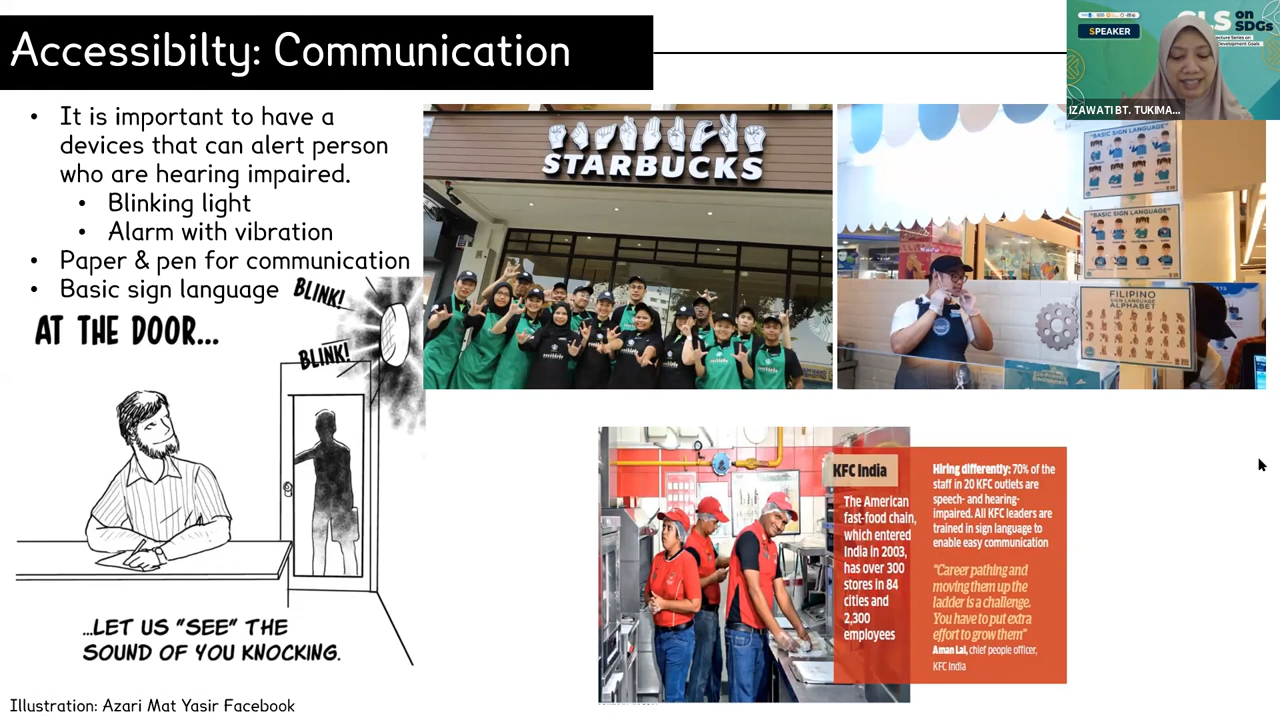 Accessibilty: Communication
• It is important to have a
devices that can alert person
who are hearing impaired.
• Blinking light
• Alarm with vibration
• Paper & pen for communication
• Basic sign language
BLINK!
AT THE DOOR...
BLINK!
...LET US "SEE" THE
SOUND OF YOU KNOCKING.
Illustration: Azari Mat Yasir Facebook
STARBUCKS
"BASIC SIGN LANGUAGE"
"BASIC SIGN LANGUAGE"
FILIPINO
SIGN LANGUAGE
ALPHABET
KFC India
The American
fast-food chain,
which entered
India in 2003,
has over 300
stores in 84
cities and
2,300
employees
Hiring differently: 70% of the
staff in 20 KFC outlets are
speech- and hearing-
impaired. All KFC leaders are
trained in sign language to
enable easy communication
"Career pathing and
moving them up the
ladder is a challenge.
You have to put extra
effort to grow them"
Aman Lal, chief people officer,
KFC India
SPEAKER
on
SDGs
ecture Series on
Development Goals
IZAWATI BT. TUKIMA...